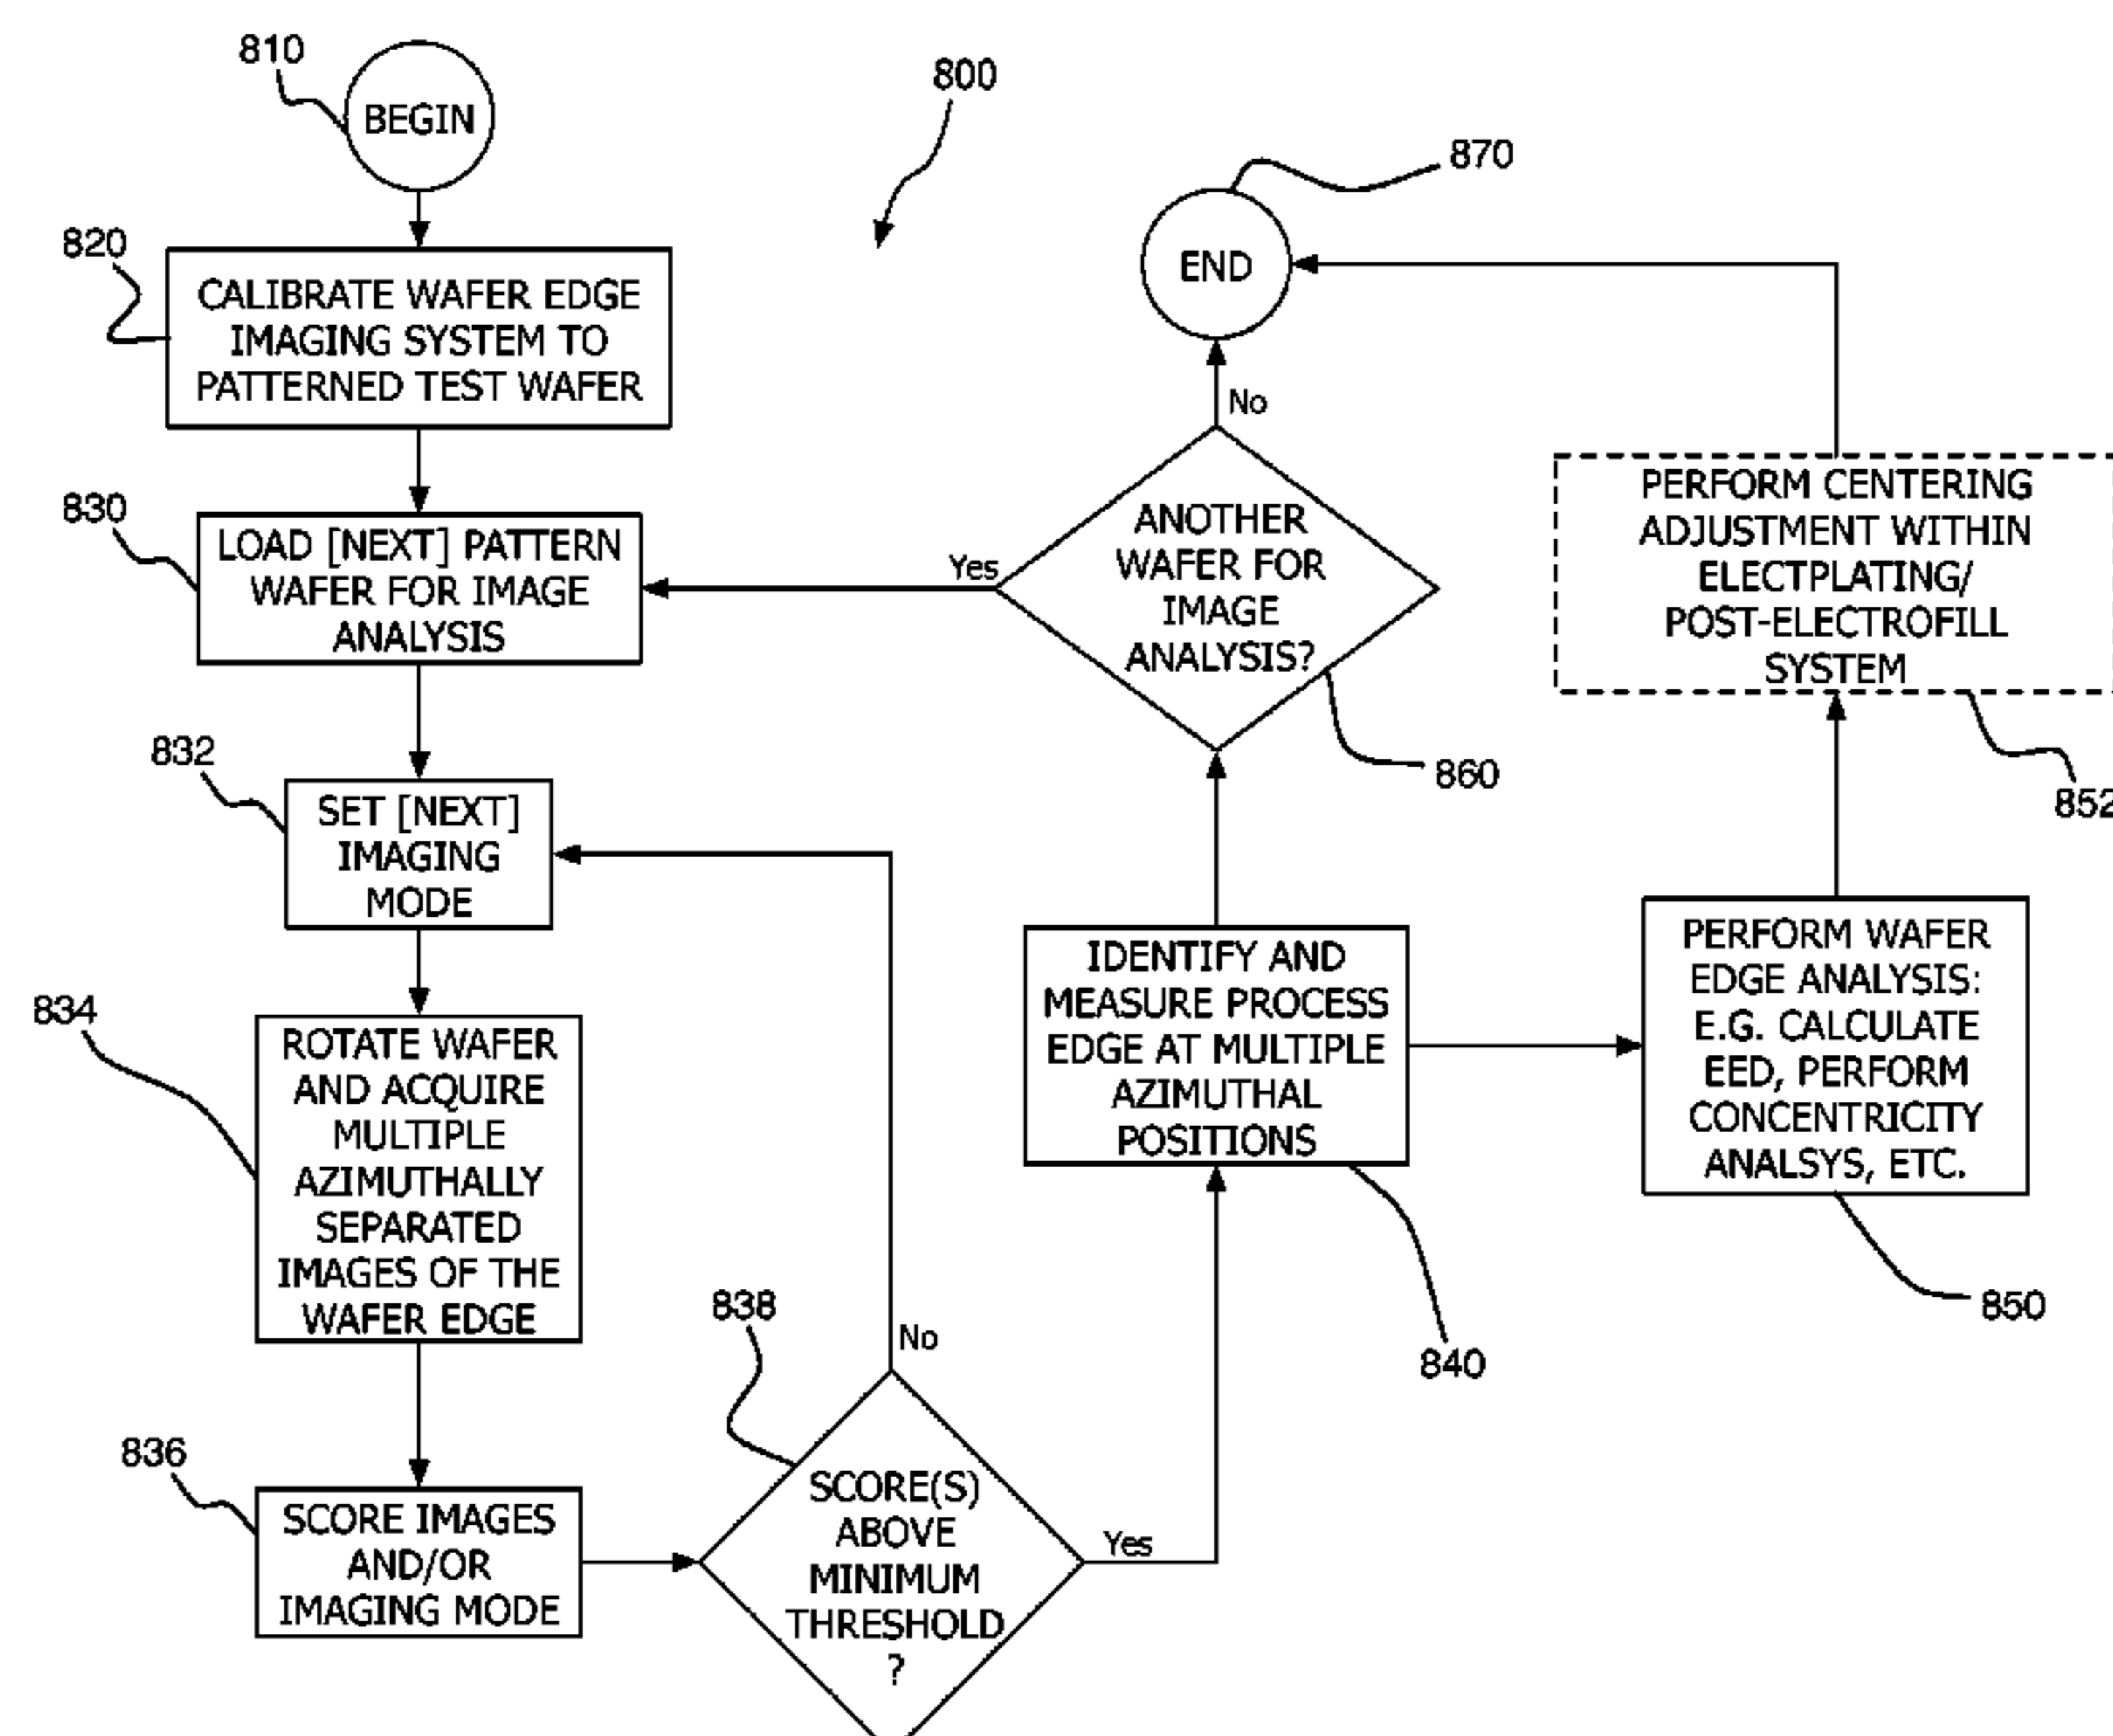 810
BEGIN
800
870
END
820
CALIBRATE WAFER EDGE
IMAGING SYSTEM TO
PATTERNED TEST WAFER
No
830
LOAD [NEXT] PATTERN
WAFER FOR IMAGE
ANALYSIS
Yes
ANOTHER
WAFER FOR
IMAGE
ANALYSIS?
860
PERFORM CENTERING
ADJUSTMENT WITHIN
ELECTPLATING/
POST-ELECTROFILL
SYSTEM
852
832
SET [NEXT]
IMAGING
MODE
834
ROTATE WAFER
AND ACQUIRE
MULTIPLE
AZIMUTHALLY
SEPARATED
IMAGES OF THE
WAFER EDGE
IDENTIFY AND
MEASURE PROCESS
EDGE AT MULTIPLE
AZIMUTHAL
POSITIONS
840
PERFORM WAFER
EDGE ANALYSIS:
E.G. CALCULATE
EED, PERFORM
CONCENTRICITY
ANALSYS, ETC.
850
838
No
836
SCORE IMAGES
AND/OR
IMAGING MODE
SCORE(S)
ABOVE
MINIMUM
THRESHOLD
?
Yes